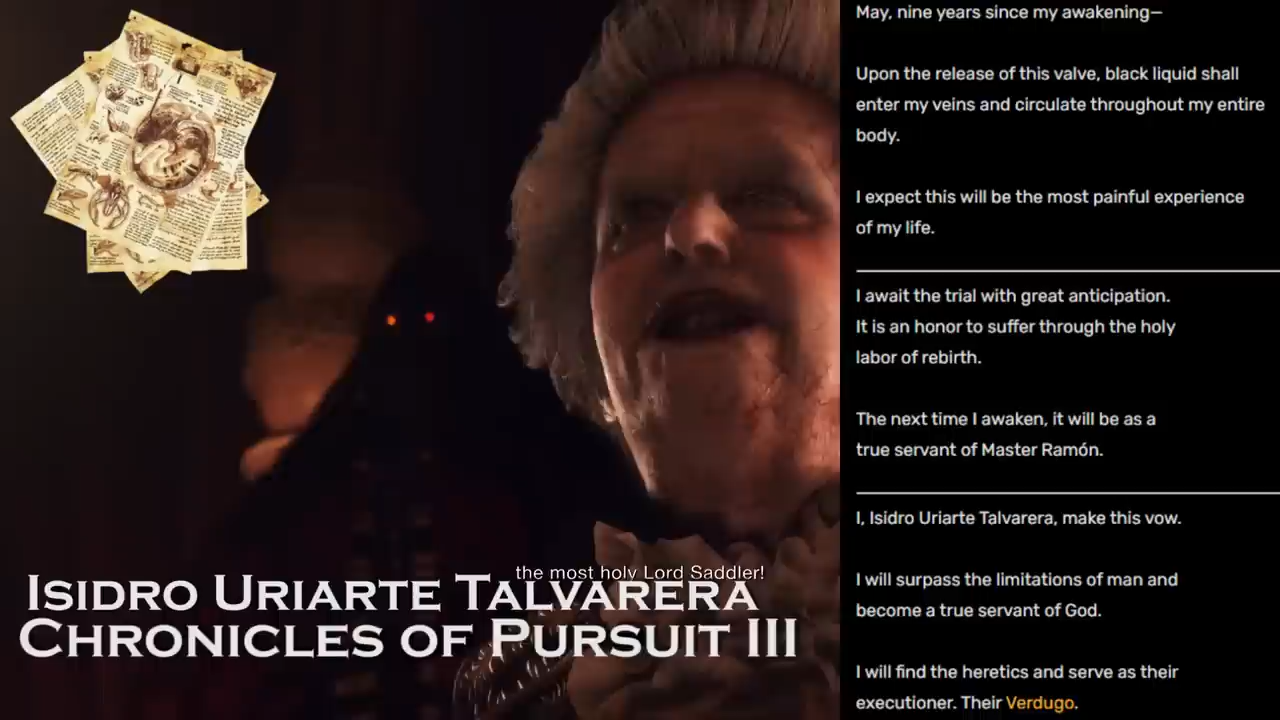 the most holy Lord Saddler!
Isidro Uriarte Talvarera
Chronicles of Pursuit III
May, nine years since my awakening—
Upon the release of this valve, black liquid shall
enter my veins and circulate throughout my entire
body.
I expect this will be the most painful experience
of my life.
I await the trial with great anticipation.
It is an honor to suffer through the holy
labor of rebirth.
The next time I awaken, it will be as a
true servant of Master Ramón.
I, Isidro Uriarte Talvarera, make this vow.
I will surpass the limitations of man and
become a true servant of God.
I will find the heretics and serve as their
executioner. Their Verdugo.